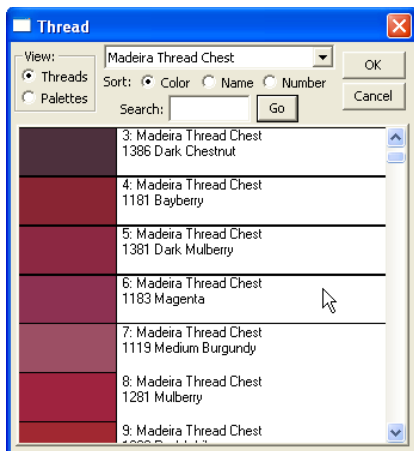 Thread
View:
Threads
Palettes
Madeira Thread Chest
Sort: Color Name Number
Search: Go
OK
Cancel
3: Madeira Thread Chest
1386 Dark Chestnut
4: Madeira Thread Chest
1181 Bayberry
5: Madeira Thread Chest
1381 Dark Mulberry
6: Madeira Thread Chest
1183 Magenta
7: Madeira Thread Chest
1119 Medium Burgundy
8: Madeira Thread Chest
1281 Mulberry
9: Madeira Thread Chest